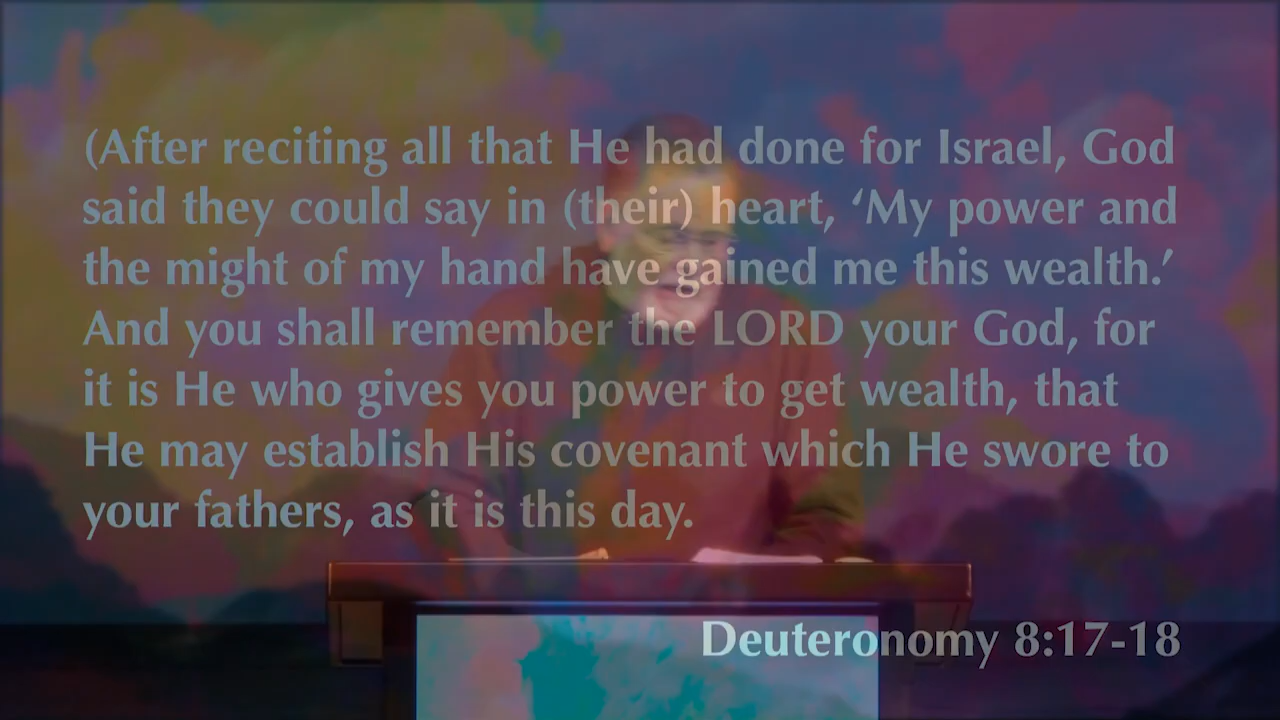 (After reciting all that He had done for Israel, God
said they could say in (their) heart, ‘My power and
the might of my hand have gained me this wealth.’
And you shall remember the LORD your God, for
it is He who gives you power to get wealth, that
He may establish His covenant which He swore to
your fathers, as it is this day.
Deuteronomy 8:17-18